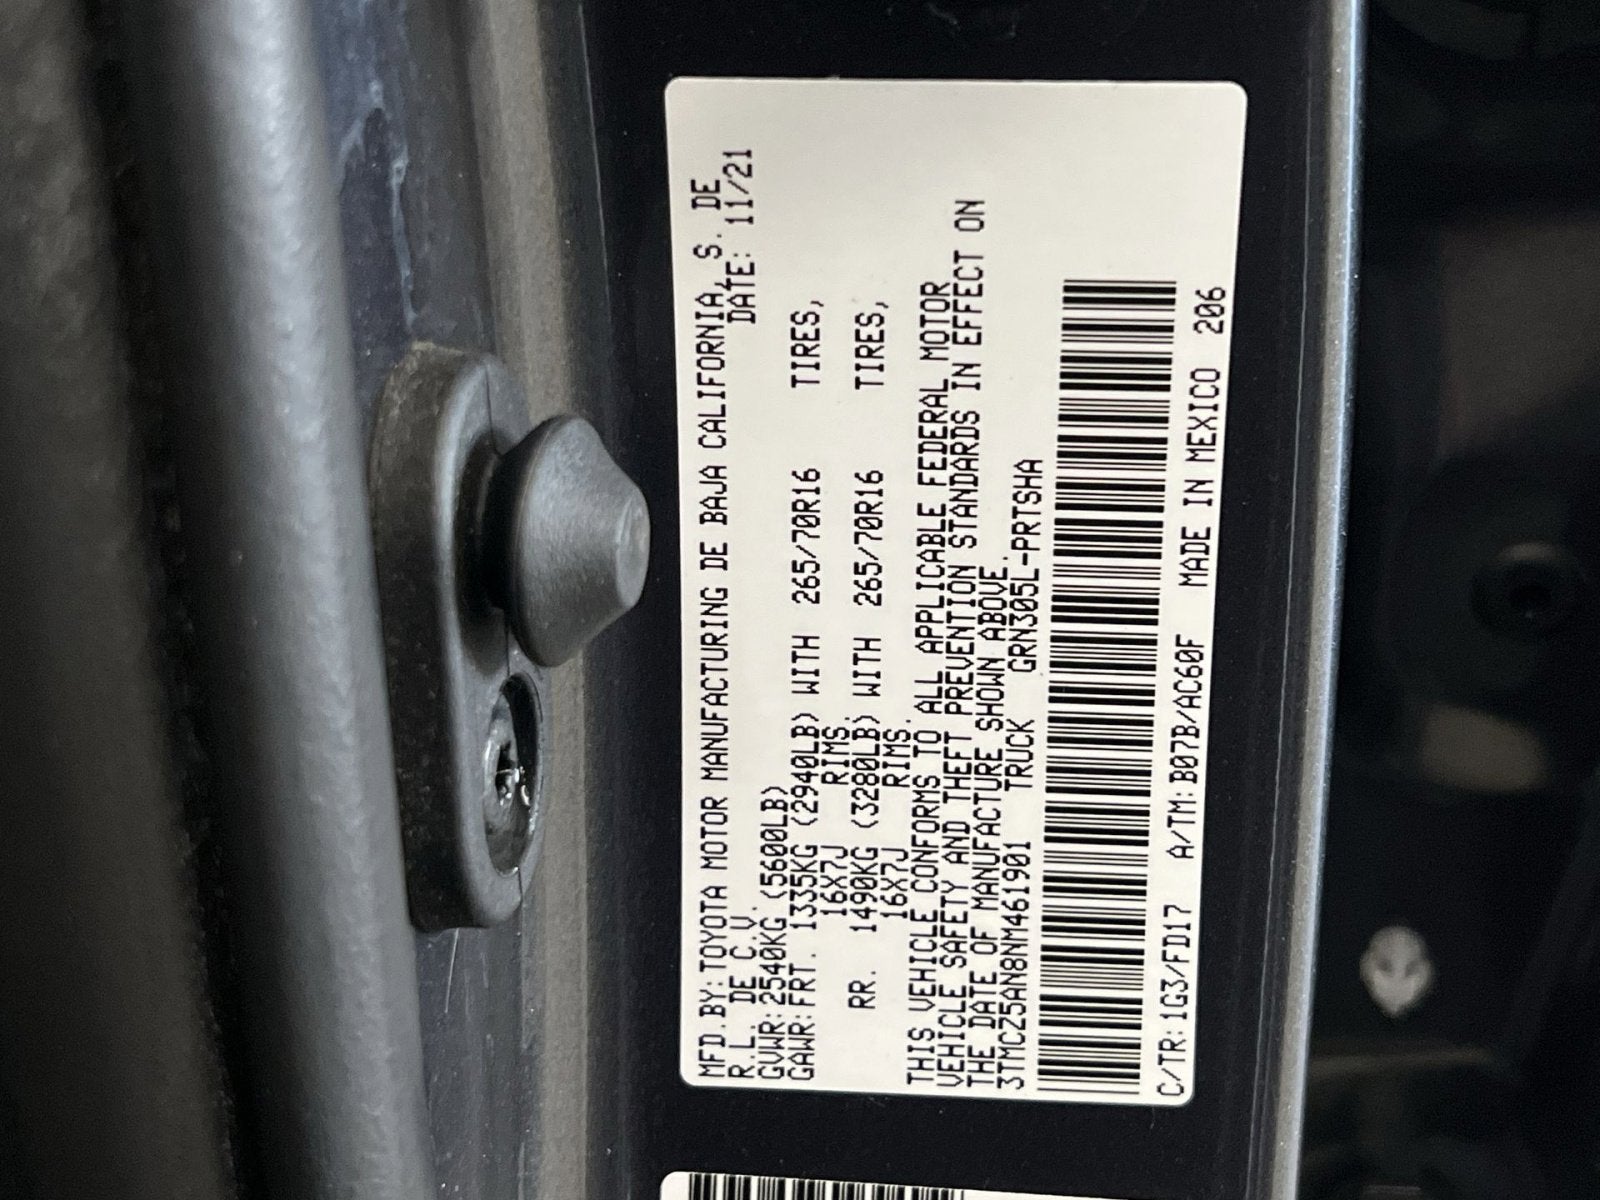 MFD.BY:TOYOTA MOTOR MANUFACTURING DE BAJA CALIFORNIA, S. DE
R.L. DE C.V. DATE: 11/21
GVWR:2540KG (5600LB)
GAWR:FRT. 1335KG (2940LB) WITH 265/70R16 TIRES,
16X7J RIMS.
RR. 1490KG (3280LB) WITH 265/70R16 TIRES,
16X7J RIMS.
THIS VEHICLE CONFORMS TO ALL APPLICABLE FEDERAL MOTOR
VEHICLE SAFETY AND THEFT PREVENTION STANDARDS IN EFFECT ON
THE DATE OF MANUFACTURE SHOWN ABOVE.
3TMCZ5AN8NM461901 TRUCK GRN305L-PRTSHA
C/TR:1G3/FD17 A/TM:B07B/AC60F MADE IN MEXICO 206